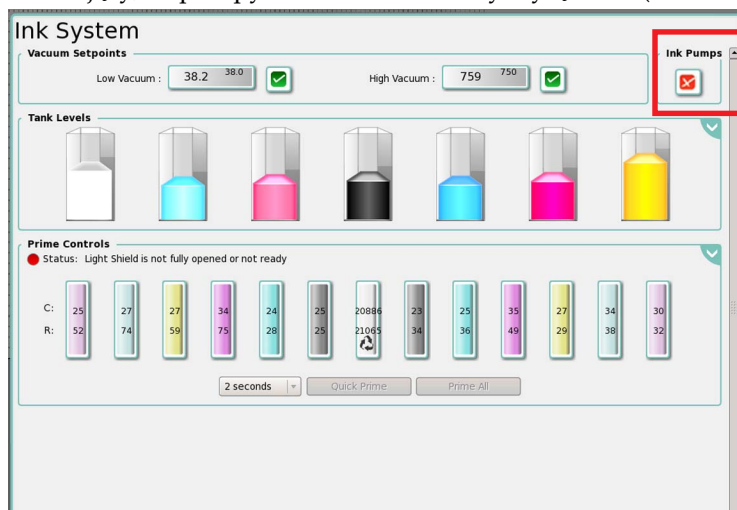 Ink System
Vacuum Setpoints
Ink Pumps
Low Vacuum : 38.2 38.0
High Vacuum : 759 750
Tank Levels
Prime Controls
Status: Light Shield is not fully opened or not ready
C: 25 27 27 34 24 25 20886 23 25 35 27 34 30
R: 52 74 59 75 28 25 21065 34 36 49 29 38 32
2 seconds Quick Prime Prime All